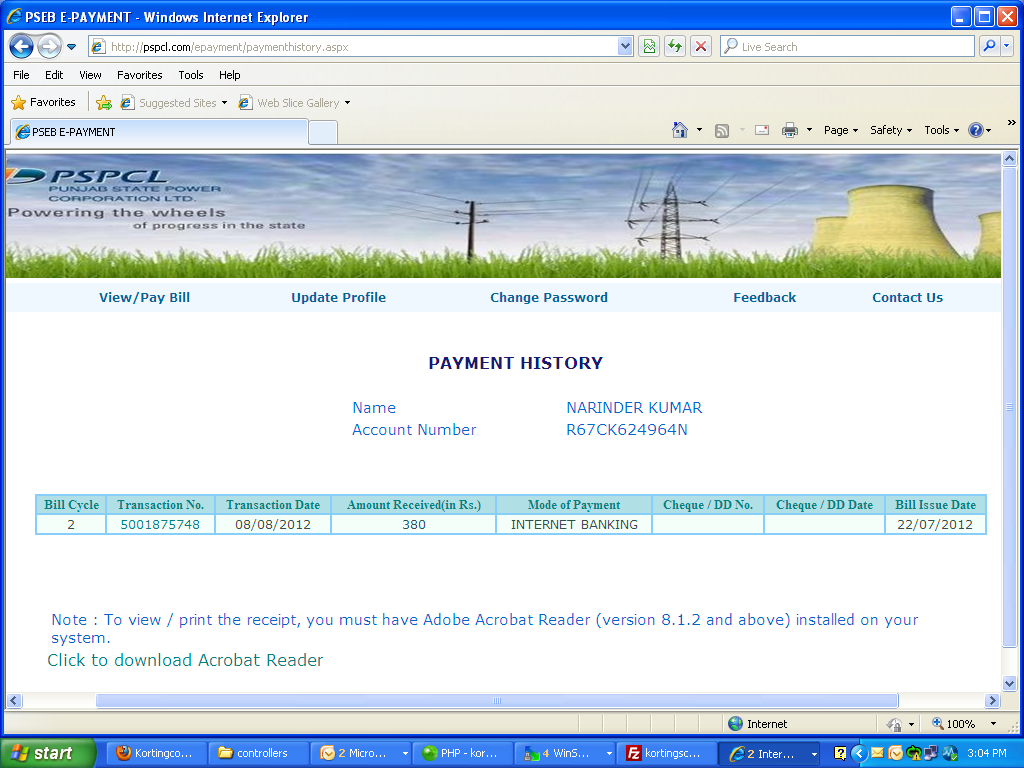 PSEB E-PAYMENT - Windows Internet Explorer
http://pspcl.com/epayment/paymenthistory.aspx
Live Search
File Edit View Favorites Tools Help
Favorites Suggested Sites Web Slice Gallery
PSEB E-PAYMENT
Page Safety Tools
PSPCL
PUNJAB STATE POWER
CORPORATION LTD.
Powering the wheels
of progress in the state
View/Pay Bill Update Profile Change Password Feedback Contact Us
PAYMENT HISTORY
Name NARINDER KUMAR
Account Number R67CK624964N
Bill Cycle Transaction No. Transaction Date Amount Received(in Rs.) Mode of Payment Cheque / DD No. Cheque / DD Date Bill Issue Date
2 5001875748 08/08/2012 380 INTERNET BANKING 22/07/2012
Note : To view / print the receipt, you must have Adobe Acrobat Reader (version 8.1.2 and above) installed on your
system.
Click to download Acrobat Reader
Internet 100%
start Kortingco... controllers 2 Micro... PHP - kor... 4 WinS... kortingsc... 2 Inter... 3:04 PM